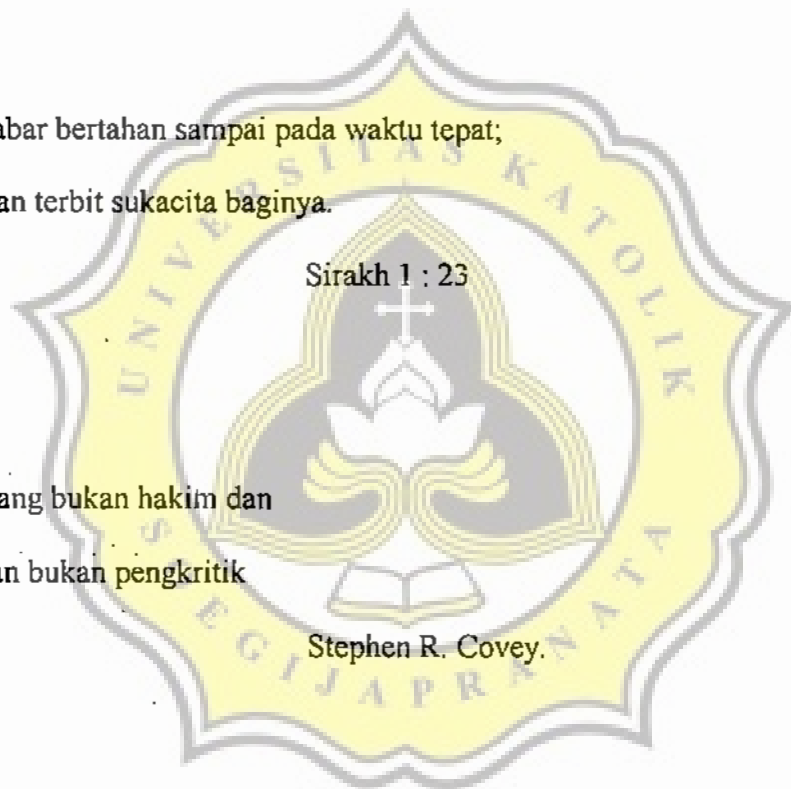 abar bertahan sampai pada waktu tepat;
an terbit sukacita baginya.
Sirakh 1 : 23
ang bukan hakim dan
n bukan pengkritik
Stephen R. Covey.
UNIVERSITAS KATOLIK
SOEGIJAPRANATA